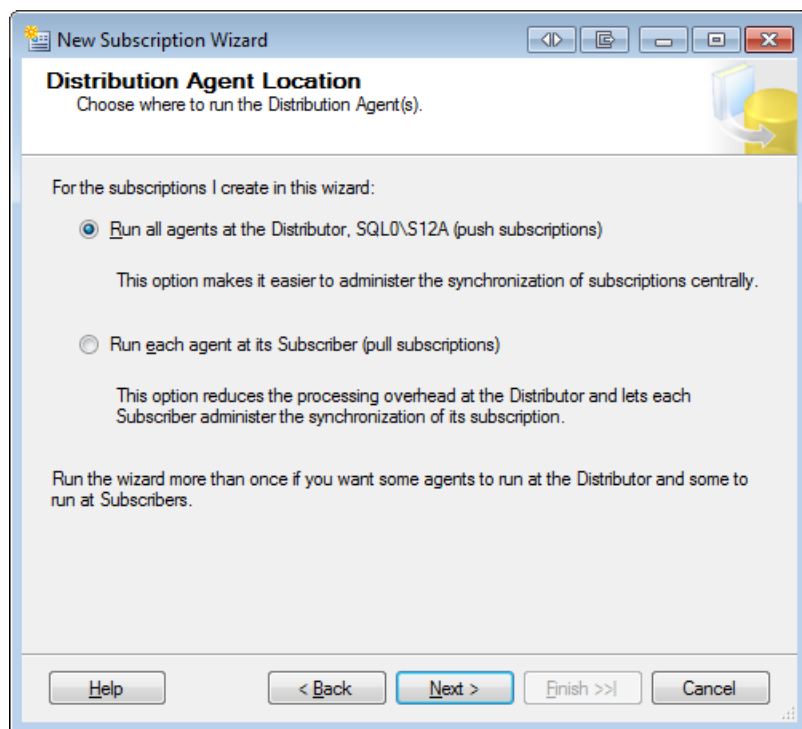 New Subscription Wizard
Distribution Agent Location
Choose where to run the Distribution Agent(s).
For the subscriptions I create in this wizard:
Run all agents at the Distributor, SQL0\S12A (push subscriptions)
This option makes it easier to administer the synchronization of subscriptions centrally.
Run each agent at its Subscriber (pull subscriptions)
This option reduces the processing overhead at the Distributor and lets each
Subscriber administer the synchronization of its subscription.
Run the wizard more than once if you want some agents to run at the Distributor and some to
run at Subscribers.
Help
< Back
Next >
Finish >>|
Cancel